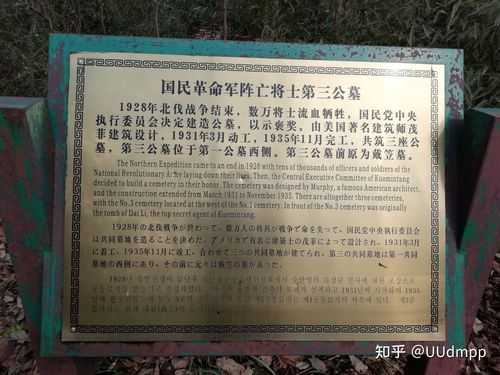 国民革命军阵亡将士第三公墓
1928年北伐战争结束，数万将士流血牺牲，国民党中央
执行委员会决定建造公墓，以示褒奖。由美国著名建筑师茂
菲建筑设计，1931年3月动工，1935年11月完工，共筑三座公
墓。第三公墓位于第一公墓西侧。第三公墓前原为戴笠墓。
The Northern Expedition came to an end in 1928 with tens of thousands of officers and soldiers of the
National Revolutionary Army laying down their lives. Then, the Central Executive Committee of Kuomintang
decided to build a cemetery in their honor. The cemetery was designed by Murphy, a famous American architect,
and the construction extended from March 1931 to November 1935. There are altogether three cemeteries,
with the No.3 cemetery located at the west of the No.1 cemetery. In front of the No.3 cemetery was originally
the tomb of Dai Li, the top secret agent of Kuomintang.
1928年の北伐戦争が終わって、数万人の将兵が戦争で命を失って、国民党中央執行委員会
は共同墓地を造ることを決めた。アメリカで有名な建築士の茂菲によって設計され、1931年3月
に着工、1935年11月に竣工、合わせて三つの共同墓地が建てられ、第三の共同墓地は第一共同
墓地の西側にあり、その前に元々は戴笠の墓があった。
知乎 @UUdmpp